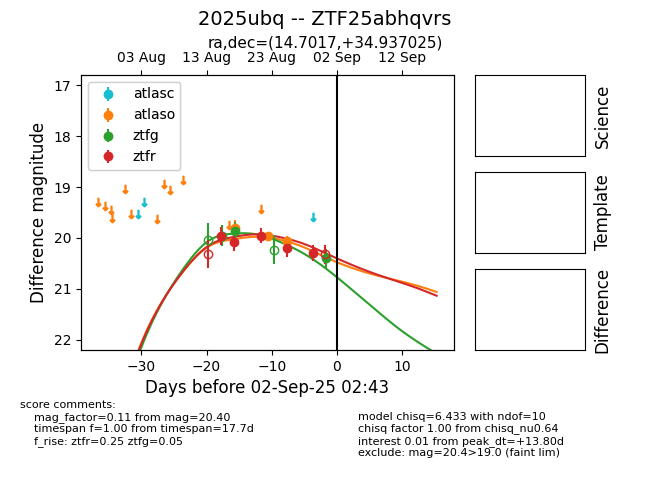 2025ubq -- ZTF25abhqvrs
ra,dec=(14.7017,+34.937025)
03 Aug 13 Aug 23 Aug 02 Sep 12 Sep
17
18
19
20
21
22
Difference magnitude
atlasc
atlaso
ztfg
ztfr
Science
Template
Difference
−30 −20 −10 0 10
Days before 02-Sep-25 02:43
score comments:
mag_factor=0.11 from mag=20.40
timespan f=1.00 from timespan=17.7d
f_rise: ztfr=0.25 ztfg=0.05
model chisq=6.433 with ndof=10
chisq factor 1.00 from chisq_nu0.64
interest 0.01 from peak_dt=+13.80d
exclude: mag=20.4>19.0 (faint lim)